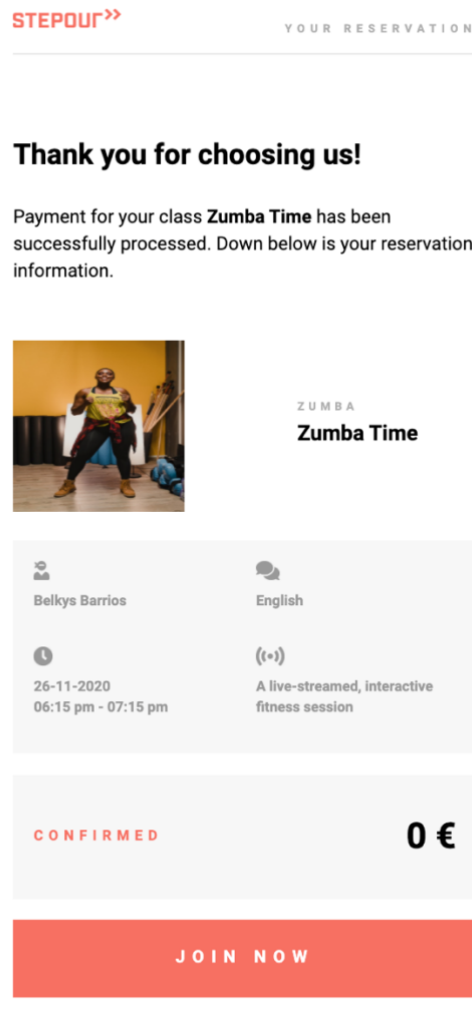 STEPOUT
YOUR RESERVATION
Thank you for choosing us!
Payment for your class Zumba Time has been
successfully processed. Down below is your reservation
information.
ZUMBA
Zumba Time
Belkys Barrios
English
26-11-2020
06:15 pm - 07:15 pm
A live-streamed, interactive
fitness session
CONFIRMED
0 €
JOIN NOW